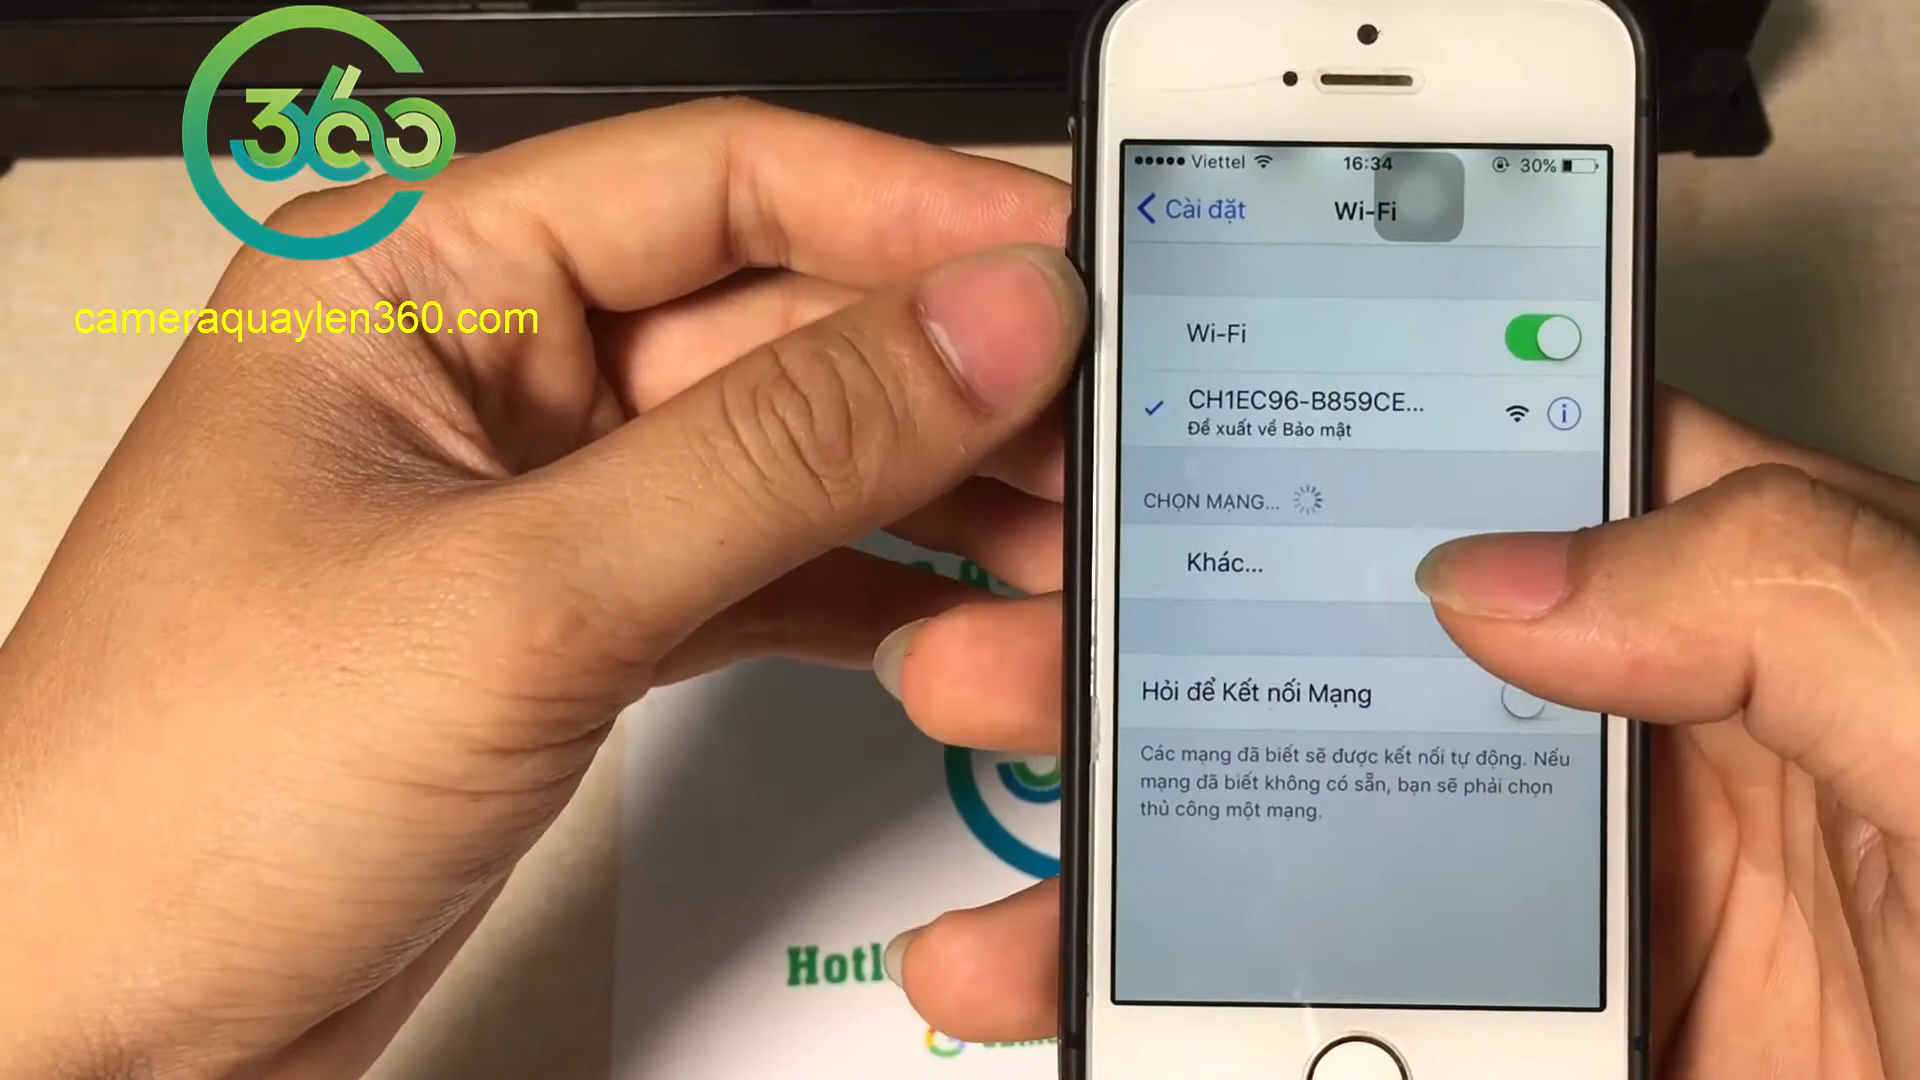 360
cameraquaylen360.com
Viettel
16:34
30%
Cài đặt
Wi-Fi
Wi-Fi
CH1EC96-B859CE...
Đề xuất về Bảo mật
CHỌN MẠNG...
Khác...
Hỏi để Kết nối Mạng
Các mạng đã biết sẽ được kết nối tự động. Nếu
mạng đã biết không có sẵn, bạn sẽ phải chọn
thủ công một mạng.